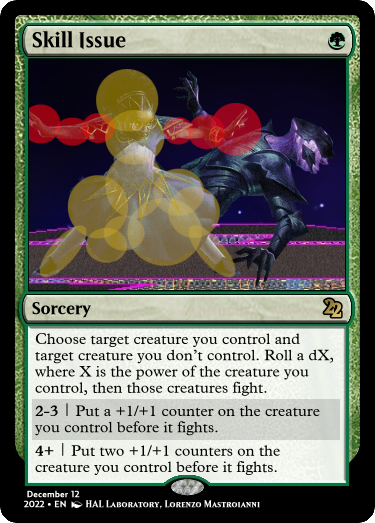 Skill Issue
Sorcery
22
Choose target creature you control and
target creature you don't control. Roll a dX,
where X is the power of the creature you
control, then those creatures fight.
2-3 | Put a +1/+1 counter on the creature
you control before it fights.
4+ | Put two +1/+1 counters on the
creature you control before it fights.
December 12
2022 • EN HAL Laboratory, Lorenzo Mastroianni